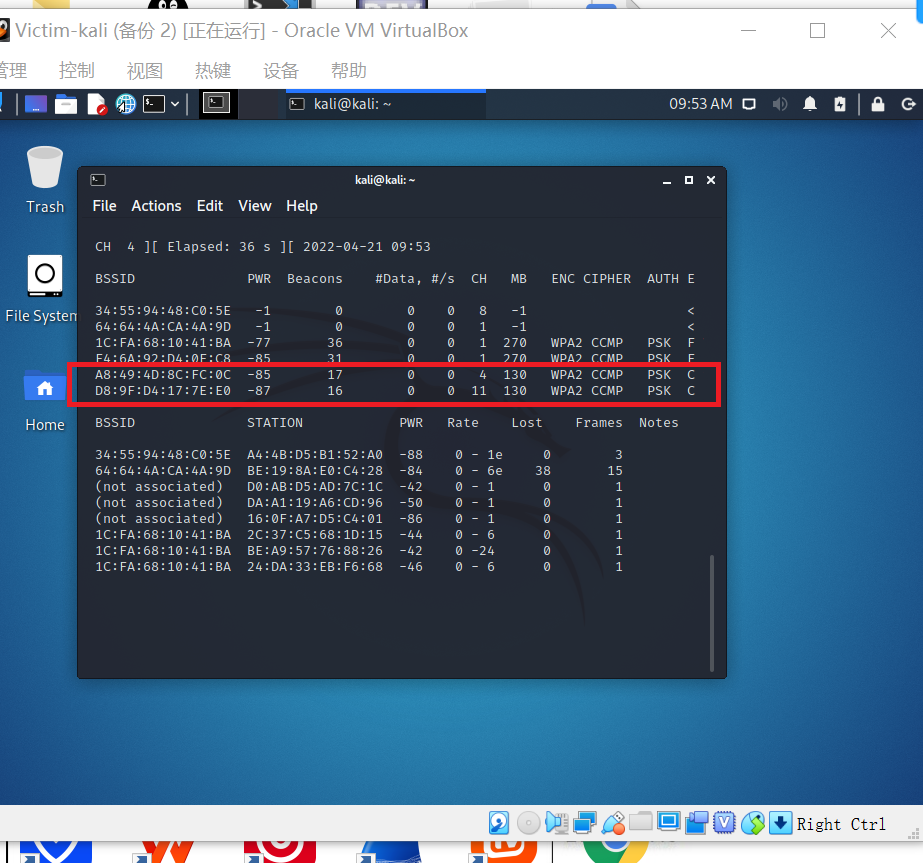 Victim-kali (备份 2) [正在运行] - Oracle VM VirtualBox
管理 控制 视图 热键 设备 帮助
kali@kali: ~ 09:53 AM
Trash
File System
Home
kali@kali: ~
File Actions Edit View Help
CH 4 ][ Elapsed: 36 s ][ 2022-04-21 09:53
BSSID PWR Beacons #Data, #/s CH MB ENC CIPHER AUTH E
34:55:94:48:C0:5E -1 0 0 0 8 -1 <
64:64:4A:CA:4A:9D -1 0 0 0 1 -1 <
1C:FA:68:10:41:BA -77 36 0 0 1 270 WPA2 CCMP PSK F
F4:6A:92:D4:0E:C8 -85 31 0 0 1 270 WPA2 CCMP PSK F
A8:49:4D:8C:FC:0C -85 17 0 0 4 130 WPA2 CCMP PSK C
D8:9F:D4:17:7E:E0 -87 16 0 0 11 130 WPA2 CCMP PSK C
BSSID STATION PWR Rate Lost Frames Notes
34:55:94:48:C0:5E A4:4B:D5:B1:52:A0 -88 0 - 1e 0 3
64:64:4A:CA:4A:9D BE:19:8A:E0:C4:28 -84 0 - 6e 38 15
(not associated) D0:AB:D5:AD:7C:1C -42 0 - 1 0 1
(not associated) DA:A1:19:A6:CD:96 -50 0 - 1 0 1
(not associated) 16:0F:A7:D5:C4:01 -86 0 - 1 0 1
1C:FA:68:10:41:BA 2C:37:C5:68:1D:15 -44 0 - 6 0 1
1C:FA:68:10:41:BA BE:A9:57:76:88:26 -42 0 -24 0 1
1C:FA:68:10:41:BA 24:DA:33:EB:F6:68 -46 0 - 6 0 1
Right Ctrl